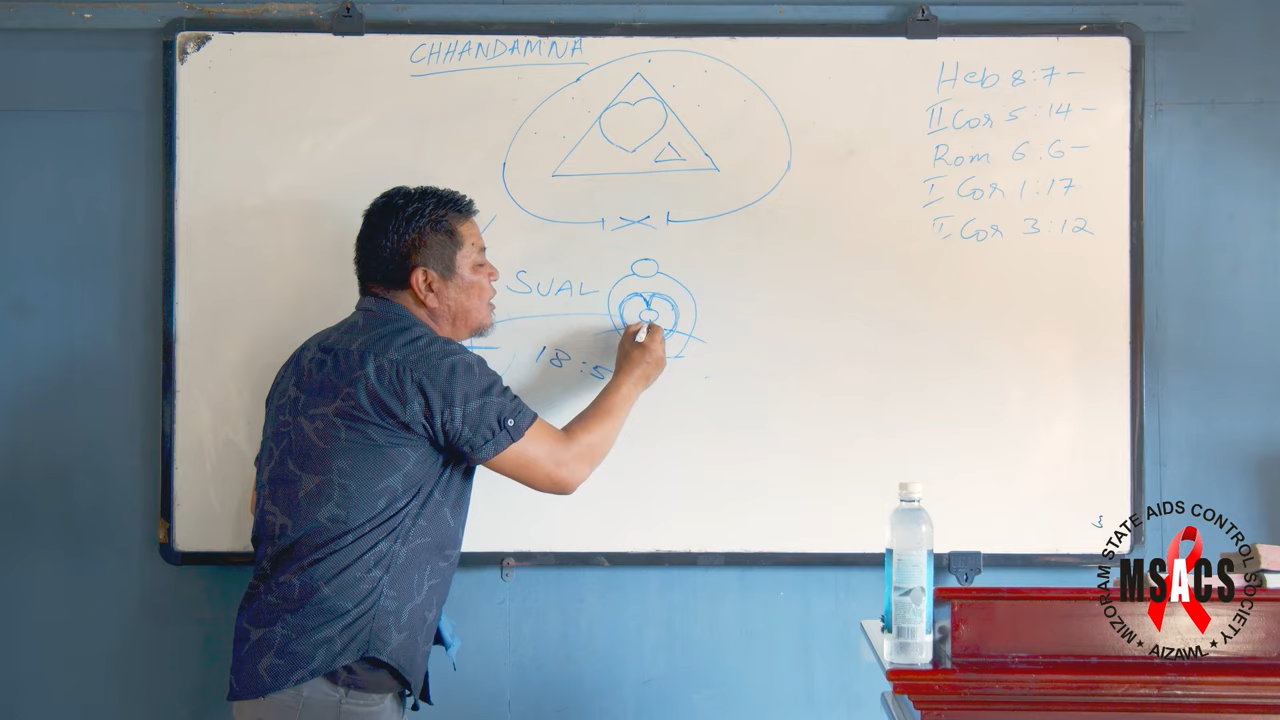 CHHANDAMNA
Heb 8:7-
II Cor 5:14-
Rom 6.6-
I Cor 1:17
II Cor 3:12
SUAL
18:5
MIZORAM STATE AIDS CONTROL SOCIETY
MSACS
AIZAWL